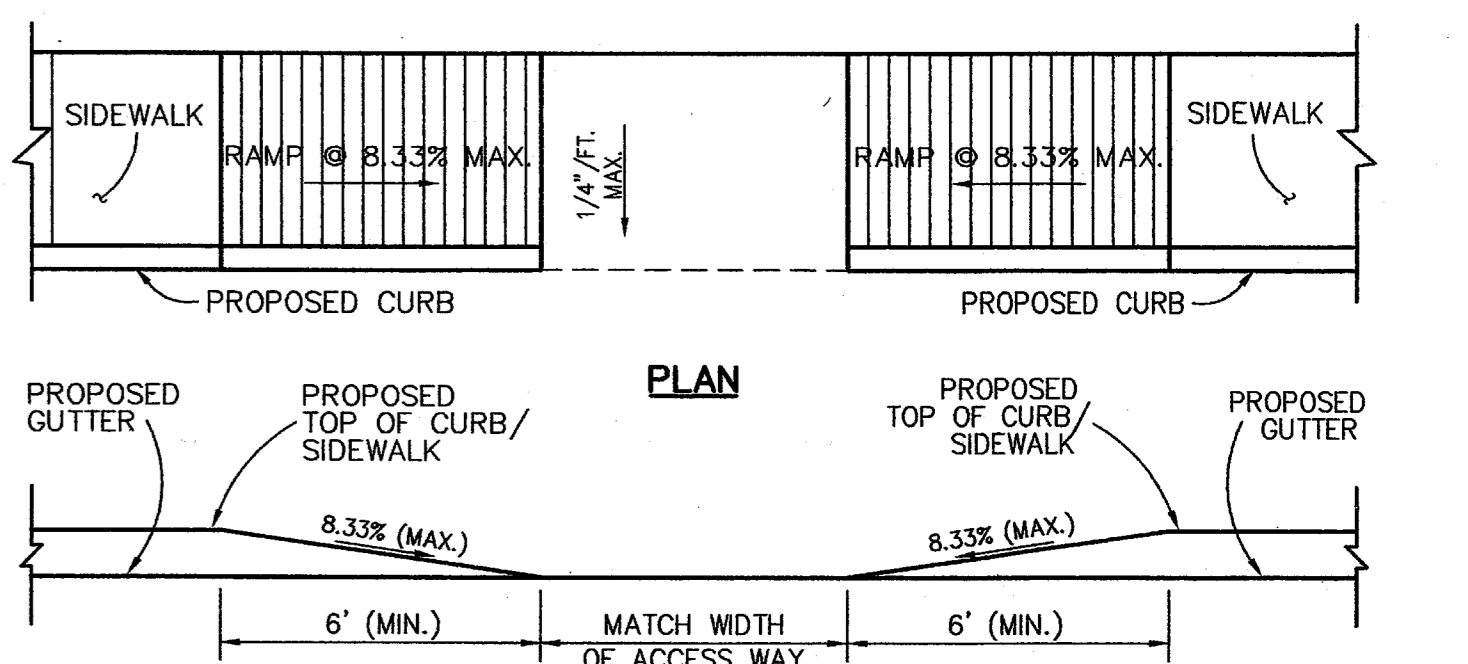 SIDEWALK
RAMP @ 8.33% MAX.
1/4"/FT.
MAX.
RAMP @ 8.33% MAX.
SIDEWALK
PROPOSED CURB
PROPOSED CURB
PLAN
PROPOSED
GUTTER
PROPOSED
TOP OF CURB/
SIDEWALK
PROPOSED
TOP OF CURB/
SIDEWALK
PROPOSED
GUTTER
8.33% (MAX.)
8.33% (MAX.)
6' (MIN.)
MATCH WIDTH
OF ACCESS WAY
6' (MIN.)